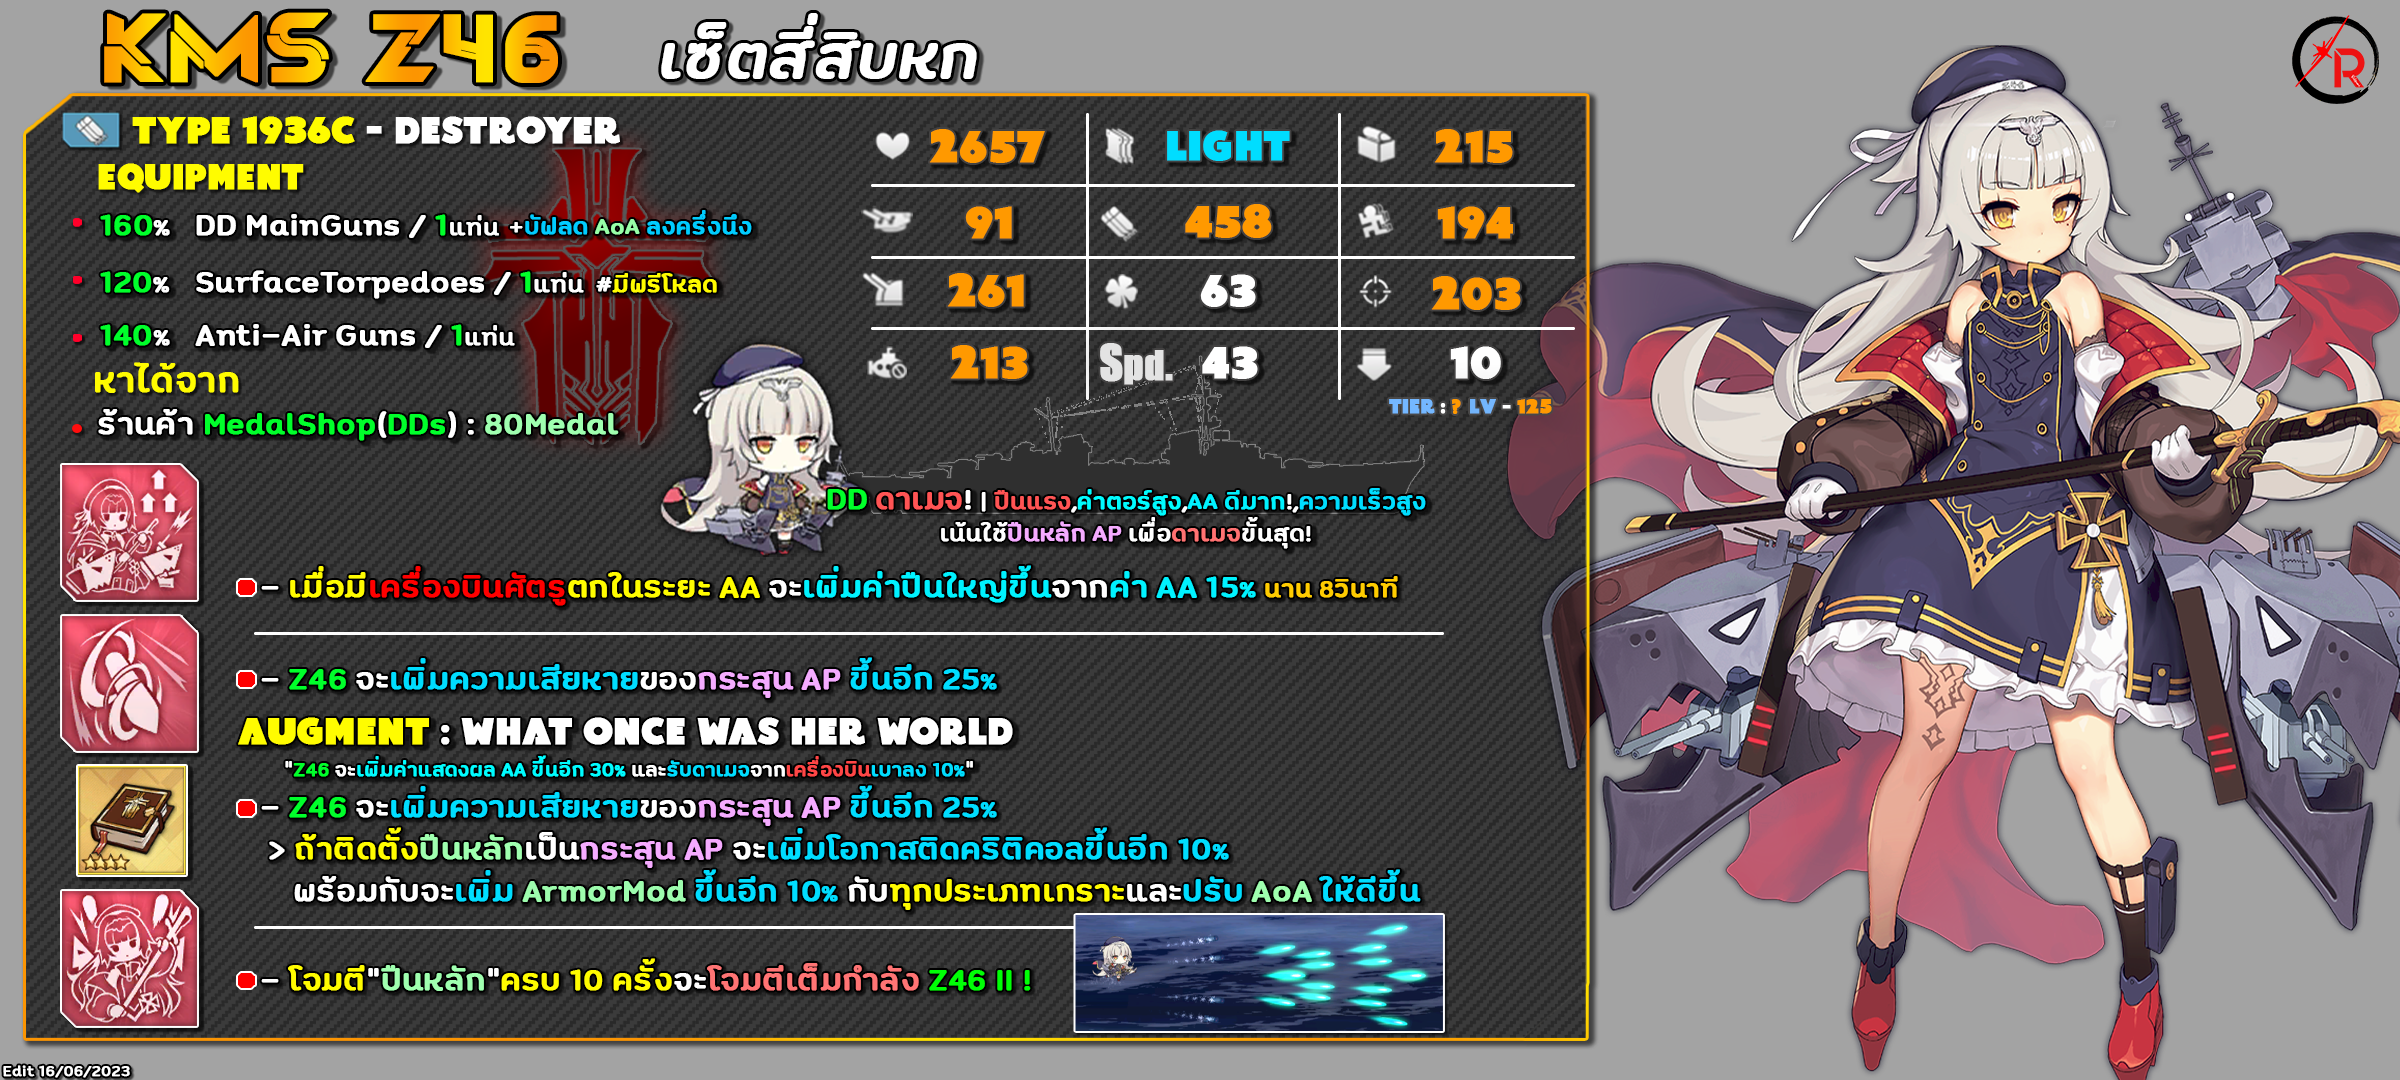 KMS Z46 เซ็ตสี่สิบหก
R
TYPE 1936C - DESTROYER
EQUIPMENT
160% DD MainGuns / 1แท่น +บัฟลด AoA ลงครึ่งนึง
120% SurfaceTorpedoes / 1แท่น #มีพรีโหลด
140% Anti-Air Guns / 1แท่น
หาได้จาก
ร้านค้า MedalShop(DDs) : 80Medal
2657 LIGHT 215
91 458 194
261 63 203
213 Spd. 43 10
TIER : ? LV - 125
DD ดาเมจ! | ปืนแรง,ค่าตอร์สูง,AA ดีมาก!,ความเร็วสูง
เน้นใช้ปืนหลัก AP เพื่อดาเมจขั้นสุด!
- เมื่อมีเครื่องบินศัตรูตกในระยะ AA จะเพิ่มค่าปืนใหญ่ขึ้นจากค่า AA 15% นาน 8วินาที
- Z46 จะเพิ่มความเสียหายของกระสุน AP ขึ้นอีก 25%
AUGMENT : WHAT ONCE WAS HER WORLD
"Z46 จะเพิ่มค่าแสดงผล AA ขึ้นอีก 30% และรับดาเมจจากเครื่องบินเบาลง 10%"
- Z46 จะเพิ่มความเสียหายของกระสุน AP ขึ้นอีก 25%
> ถ้าติดตั้งปืนหลักเป็นกระสุน AP จะเพิ่มโอกาสติดคริติคอลขึ้นอีก 10%
พร้อมกับจะเพิ่ม ArmorMod ขึ้นอีก 10% กับทุกประเภทเกราะและปรับ AoA ให้ดีขึ้น
- โจมตี"ปืนหลัก"ครบ 10 ครั้งจะโจมตีเต็มกำลัง Z46 II !
Edit 16/06/2023